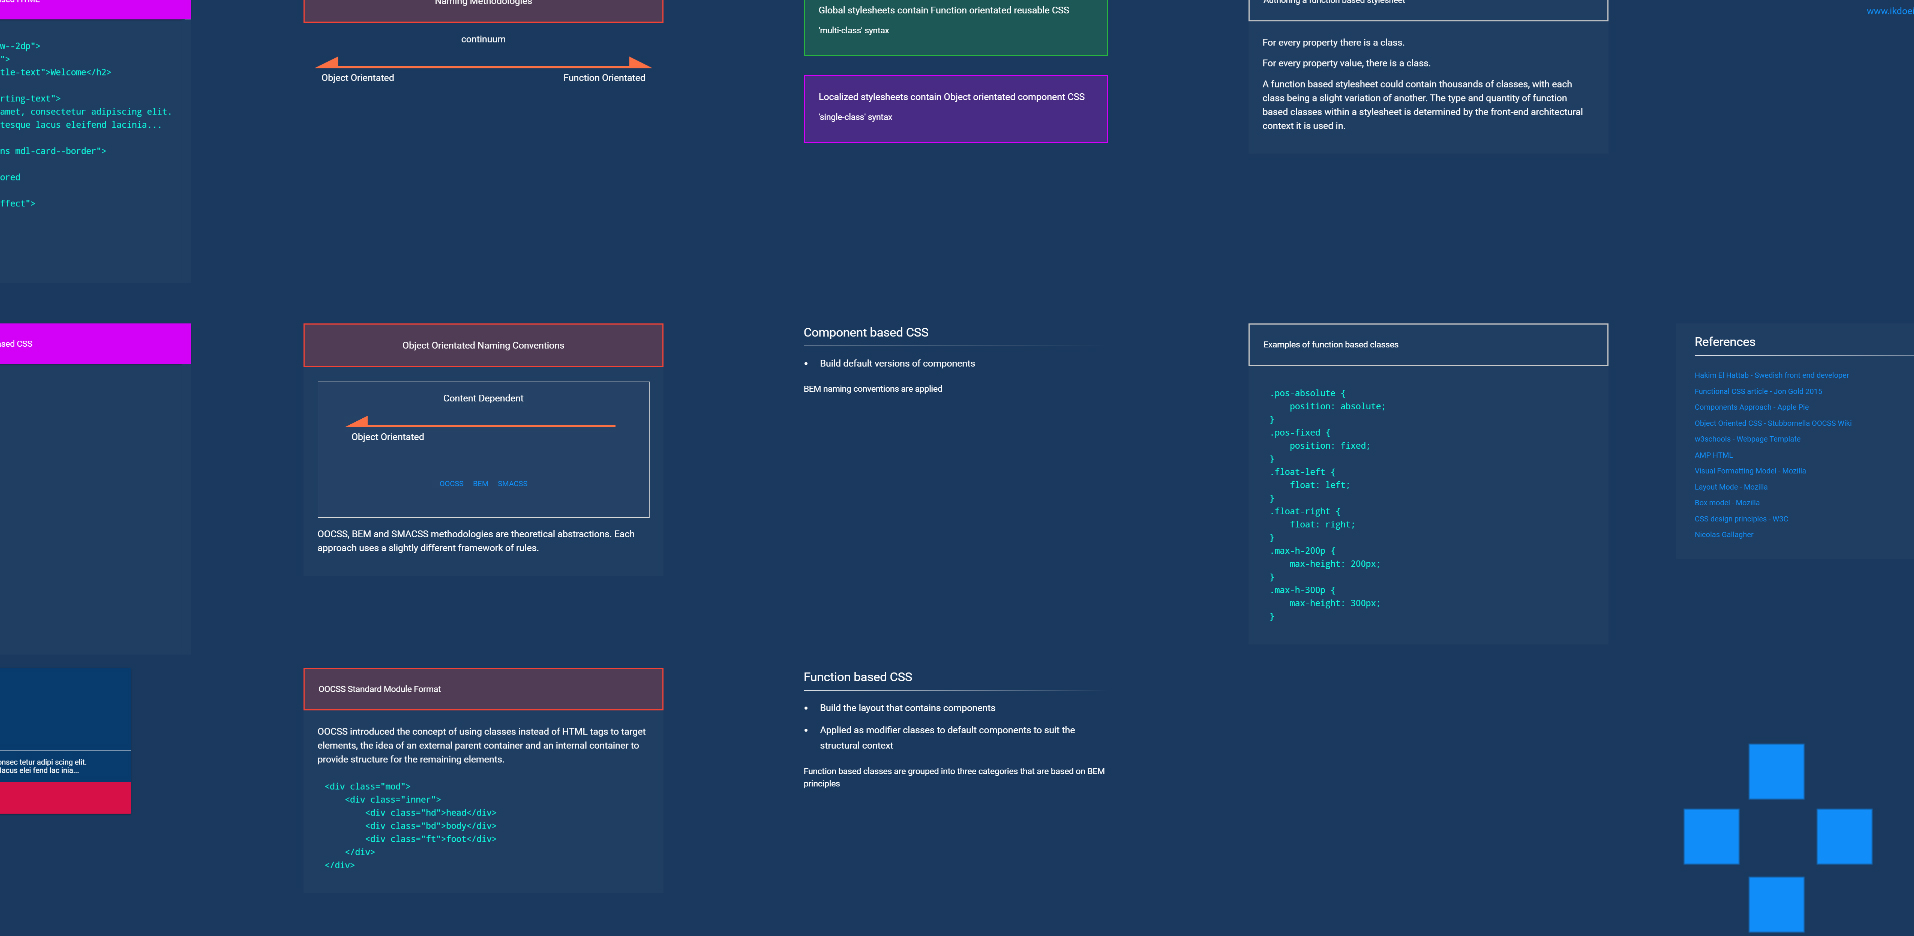 w--2dp">
">
tle-text">Welcome</h2>
rting-text">
amet, consectetur adipiscing elit.
tesque lacus eleifend lacinia...
ns mdl-card--border">
ored
ffect">
ased CSS
onsec tetur adipi scing elit.
lacus elei fend lac inia...
Naming Methodologies
continuum
Object Orientated
Function Orientated
Object Orientated Naming Conventions
Content Dependent
Object Orientated
OCCSS BEM SMACSS
OOCSS, BEM and SMACSS methodologies are theoretical abstractions. Each
approach uses a slightly different framework of rules.
OOCSS Standard Module Format
OOCSS introduced the concept of using classes instead of HTML tags to target
elements, the idea of an external parent container and an internal container to
provide structure for the remaining elements.
<div class="mod">
<div class="inner">
<div class="hd">head</div>
<div class="bd">body</div>
<div class="ft">foot</div>
</div>
</div>
Global stylesheets contain Function orientated reusable CSS
'multi-class' syntax
Localized stylesheets contain Object orientated component CSS
'single-class' syntax
Component based CSS
• Build default versions of components
BEM naming conventions are applied
Function based CSS
• Build the layout that contains components
• Applied as modifier classes to default components to suit the
structural context
Function based classes are grouped into three categories that are based on BEM
principles
Authoring a function based stylesheet
For every property there is a class.
For every property value, there is a class.
A function based stylesheet could contain thousands of classes, with each
class being a slight variation of another. The type and quantity of function
based classes within a stylesheet is determined by the front-end architectural
context it is used in.
Examples of function based classes
.pos-absolute {
position: absolute;
}
.pos-fixed {
position: fixed;
}
.float-left {
float: left;
}
.float-right {
float: right;
}
.max-h-200p {
max-height: 200px;
}
.max-h-300p {
max-height: 300px;
}
www.ikdoei
References
Hakim El Hattab - Swedish front end developer
Functional CSS article - Jon Gold 2015
Components Approach - Apple Pie
Object Oriented CSS - Stubbornella OOCSS Wiki
w3schools - Webpage Template
AMP HTML
Visual Formatting Model - Mozilla
Layout Mode - Mozilla
Box model - Mozilla
CSS design principles - W3C
Nicolas Gallagher